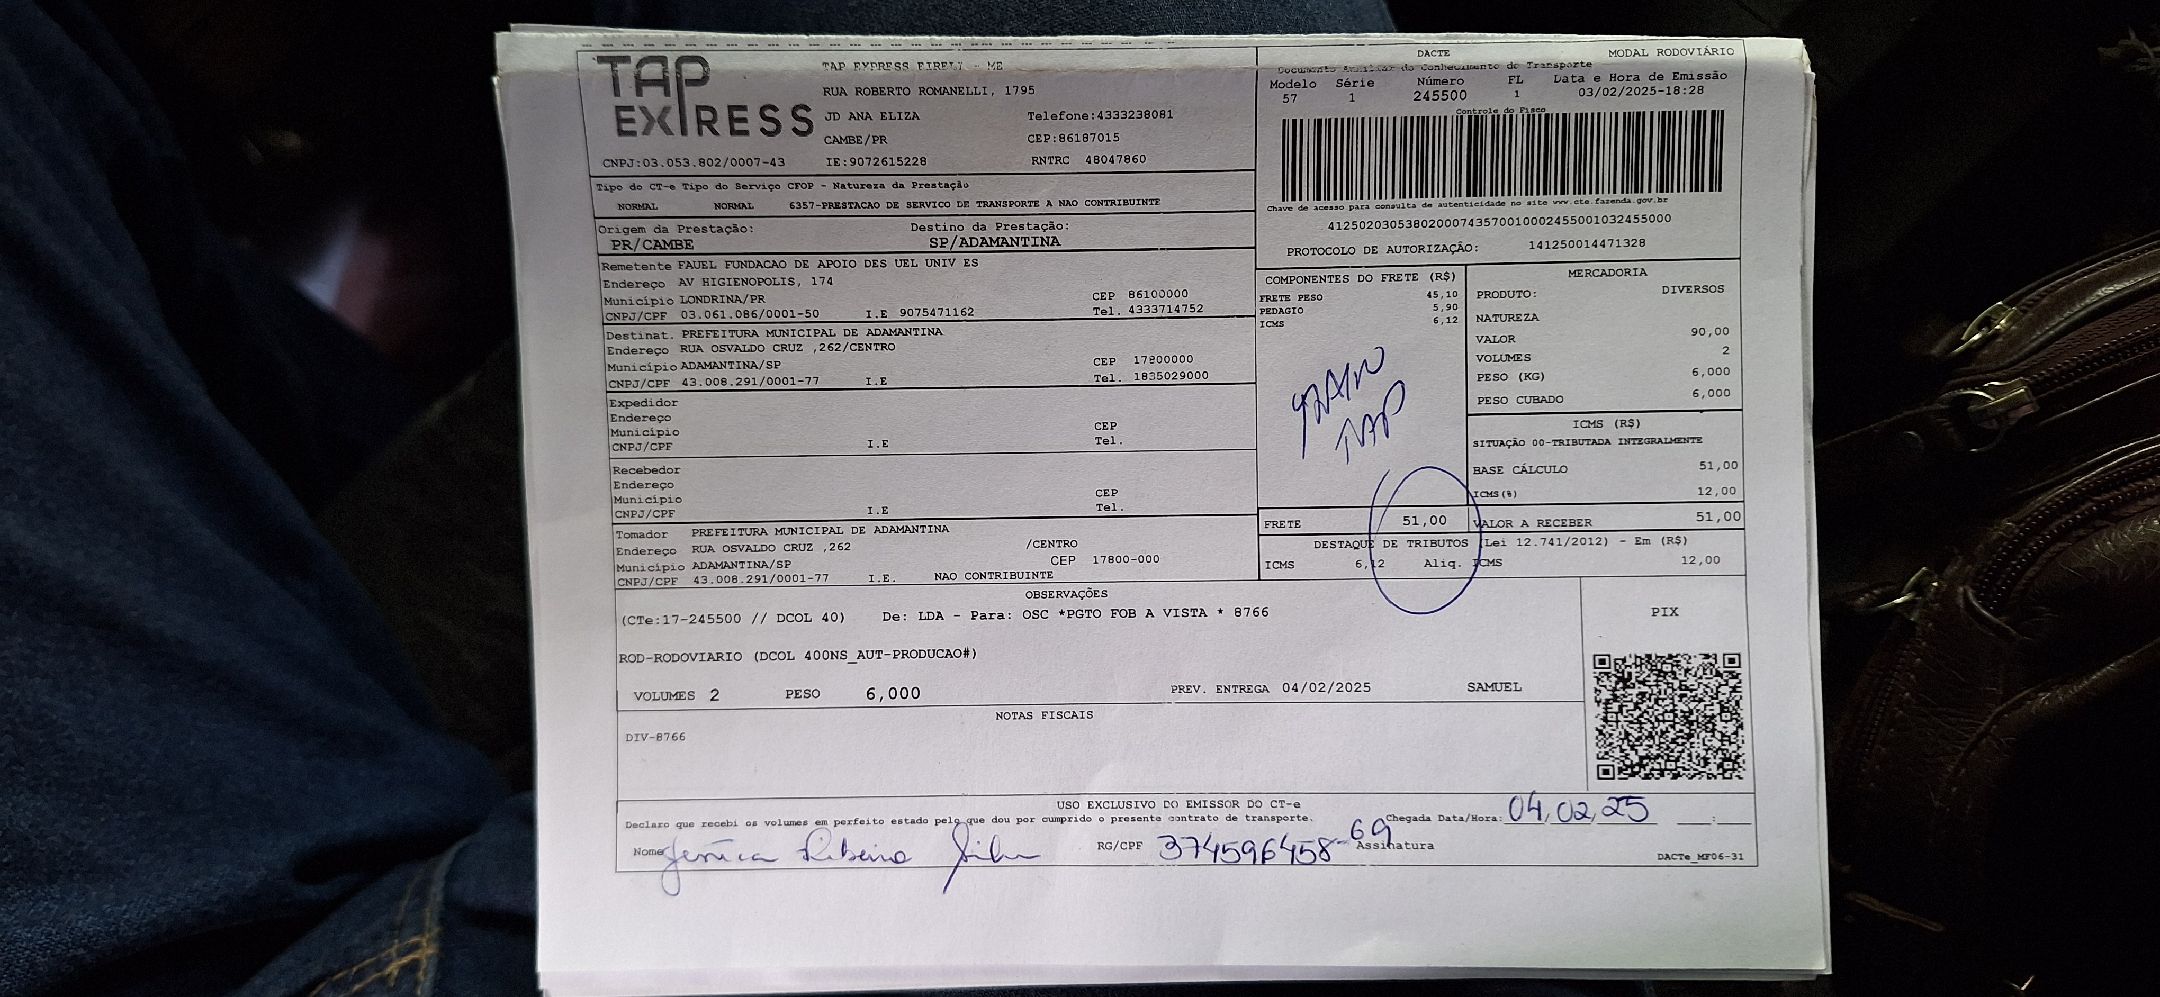 TAP EXPRESS
TAP EXPRESS EIRELI - ME
RUA ROBERTO ROMANELLI, 1795
JD ANA ELIZA Telefone:4333238081
CAMBE/PR CEP:86187015
CNPJ:03.053.802/0007-43 IE:9072615228 RNTRC 48047860
DACTE MODAL RODOVIÁRIO
Documento Auxiliar do Conhecimento de Transporte
Modelo Série Número FL Data e Hora de Emissão
57 1 245500 1 03/02/2025-18:28
Controle do Fisco
Chave de acesso para consulta de autenticidade no site www.cte.fazenda.gov.br
41250203053802000743570010002455001032455000
PROTOCOLO DE AUTORIZAÇÃO: 141250014471328
Tipo do CT-e Tipo do Serviço CFOP - Natureza da Prestação
NORMAL NORMAL 6357-PRESTACAO DE SERVICO DE TRANSPORTE A NAO CONTRIBUINTE
Origem da Prestação: Destino da Prestação:
PR/CAMBE SP/ADAMANTINA
Remetente FAUEL FUNDACAO DE APOIO DES UEL UNIV ES
Endereço AV HIGIENOPOLIS, 174
Município LONDRINA/PR CEP 86100000
CNPJ/CPF 03.061.086/0001-50 I.E 9075471162 Tel. 4333714752
Destinat. PREFEITURA MUNICIPAL DE ADAMANTINA
Endereço RUA OSVALDO CRUZ ,262/CENTRO
Município ADAMANTINA/SP CEP 17800000
CNPJ/CPF 43.008.291/0001-77 I.E Tel. 1835029000
Expedidor
Endereço
Município CEP
CNPJ/CPF I.E Tel.
Recebedor
Endereço
Município CEP
CNPJ/CPF I.E Tel.
Tomador PREFEITURA MUNICIPAL DE ADAMANTINA
Endereço RUA OSVALDO CRUZ ,262 /CENTRO
Município ADAMANTINA/SP CEP 17800-000
CNPJ/CPF 43.008.291/0001-77 I.E. NAO CONTRIBUINTE
COMPONENTES DO FRETE (R$)
FRETE PESO 45,10
PEDAGIO 5,90
ICMS 6,12
TAP
FRETE 51,00
MERCADORIA
PRODUTO: DIVERSOS
NATUREZA
VALOR 90,00
VOLUMES 2
PESO (KG) 6,000
PESO CUBADO 6,000
ICMS (R$)
SITUAÇÃO 00-TRIBUTADA INTEGRALMENTE
BASE CÁLCULO 51,00
ICMS(%) 12,00
VALOR A RECEBER 51,00
DESTAQUE DE TRIBUTOS (Lei 12.741/2012) - Em (R$)
ICMS 6,12 Aliq. ICMS 12,00
OBSERVAÇÕES
(CTe:17-245500 // DCOL 40) De: LDA - Para: OSC *PGTO FOB A VISTA * 8766
ROD-RODOVIARIO (DCOL 400NS_AUT-PRODUCAO#)
VOLUMES 2 PESO 6,000 PREV. ENTREGA 04/02/2025 SAMUEL
PIX
NOTAS FISCAIS
DIV-8766
USO EXCLUSIVO DO EMISSOR DO CT-e
Declaro que recebi os volumes em perfeito estado pelo que dou por cumprido o presente contrato de transporte. Chegada Data/Hora: 04,02,25 __:__
Nome Jessica Ribeiro Silva RG/CPF 374596458-69 Assinatura
DACTe_MF06-31